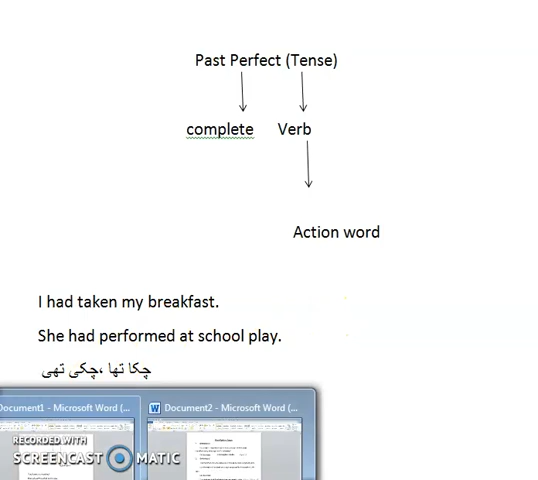 Past Perfect (Tense)
complete Verb
Action word
I had taken my breakfast.
She had performed at school play.
چکا تھا ،چکی تھی
Document1 - Microsoft Word (...
Document2 - Microsoft Word (...
RECORDED WITH
SCREENCAST MATIC